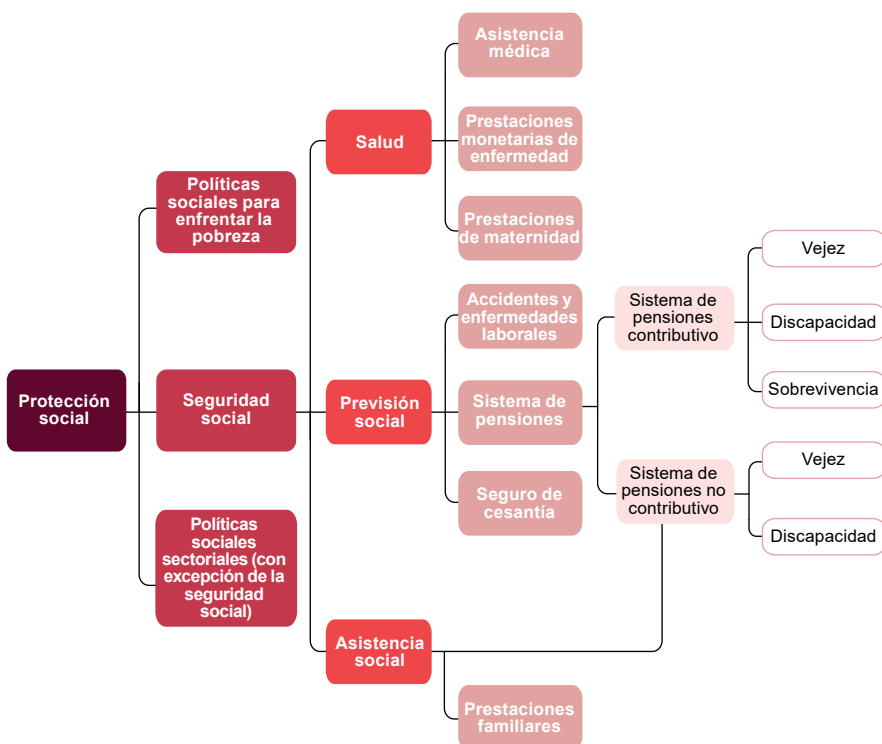 Protección
social
Políticas
sociales para
enfrentar la
pobreza
Seguridad
social
Políticas
sociales
sectoriales (con
excepción de la
seguridad
social)
Salud
Previsión
social
Asistencia
social
Asistencia
médica
Prestaciones
monetarias de
enfermedad
Prestaciones
de maternidad
Accidentes y
enfermedades
laborales
Sistema de
pensiones
Seguro de
cesantía
Prestaciones
familiares
Sistema de
pensiones
contributivo
Sistema de
pensiones no
contributivo
Vejez
Discapacidad
Sobrevivencia
Vejez
Discapacidad